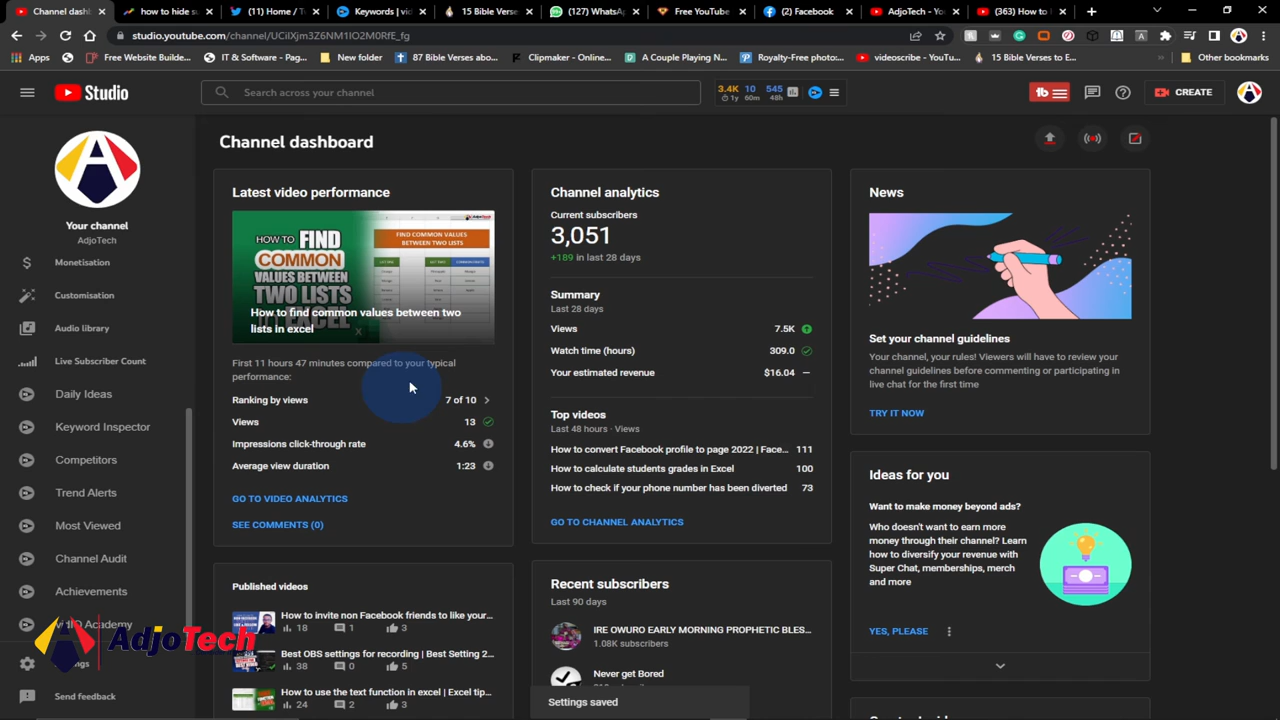 Channel dashb
how to hide su
(11) Home / Tw
Keywords | vid
15 Bible Verses
(127) WhatsA
Free YouTube
(2) Facebook
AdjoTech - Yo
(363) How to H
studio.youtube.com/channel/UCiIXjm3Z6NM1IO2M0RfE_fg
Apps
Free Website Builde...
IT & Software - Pag...
New folder
87 Bible Verses abo...
Clipmaker - Online...
A Couple Playing N...
Royalty-Free photo:...
videoscribe - YouTu...
15 Bible Verses to E...
Other bookmarks
Studio
Search across your channel
3.4K 10 545
1y 60m 48h
tb
CREATE
Your channel
AdjoTech
Monetisation
Customisation
Audio library
Live Subscriber Count
Daily Ideas
Keyword Inspector
Competitors
Trend Alerts
Most Viewed
Channel Audit
Achievements
Academy
AdjoTech
Send feedback
Channel dashboard
Latest video performance
HOW TO FIND
COMMON
VALUES BETWEEN
TWO LISTS
IN EXCEL
FIND COMMON VALUES
BETWEEN TWO LISTS
How to find common values between two
lists in excel
First 11 hours 47 minutes compared to your typical
performance:
Ranking by views 7 of 10
Views 13
Impressions click-through rate 4.6%
Average view duration 1:23
GO TO VIDEO ANALYTICS
SEE COMMENTS (0)
Published videos
How to invite non Facebook friends to like your...
18 1 3
Best OBS settings for recording | Best Setting 2...
38 0 5
How to use the text function in excel | Excel tip...
24 2 3
Channel analytics
Current subscribers
3,051
+189 in last 28 days
Summary
Last 28 days
Views 7.5K
Watch time (hours) 309.0
Your estimated revenue $16.04 —
Top videos
Last 48 hours · Views
How to convert Facebook profile to page 2022 | Face... 111
How to calculate students grades in Excel 100
How to check if your phone number has been diverted 73
GO TO CHANNEL ANALYTICS
Recent subscribers
Last 90 days
IRE OWURO EARLY MORNING PROPHETIC BLES...
1.08K subscribers
Never get Bored
Settings saved
News
Set your channel guidelines
Your channel, your rules! Viewers will have to review your
channel guidelines before commenting or participating in
live chat for the first time
TRY IT NOW
Ideas for you
Want to make money beyond ads?
Who doesn't want to earn more
money through their channel? Learn
how to diversify your revenue with
Super Chat, memberships, merch
and more
YES, PLEASE